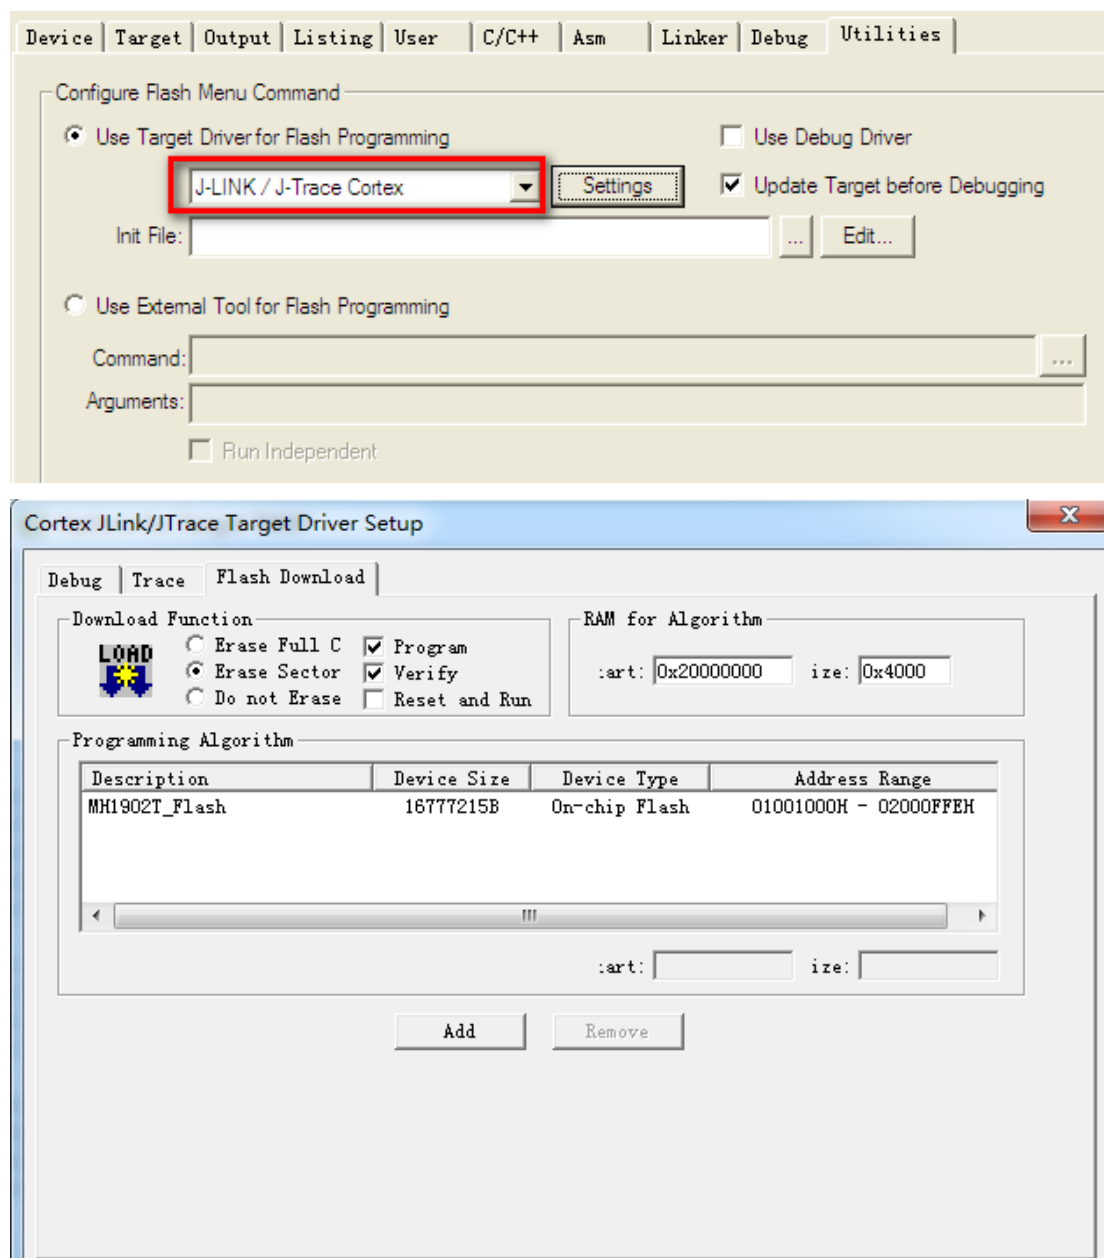 Device Target Output Listing User C/C++ Asm Linker Debug Utilities
Configure Flash Menu Command
Use Target Driver for Flash Programming Use Debug Driver
J-LINK / J-Trace Cortex Settings Update Target before Debugging
Init File: ... Edit...
Use External Tool for Flash Programming
Command: ...
Arguments:
Run Independent
Cortex JLink/JTrace Target Driver Setup
Debug Trace Flash Download
Download Function RAM for Algorithm
LOAD Erase Full C Program
Erase Sector Verify :art: 0x20000000 ize: 0x4000
Do not Erase Reset and Run
Programming Algorithm
Description Device Size Device Type Address Range
MH1902T_Flash 16777215B On-chip Flash 01001000H - 02000FFEH
:art: ize:
Add Remove